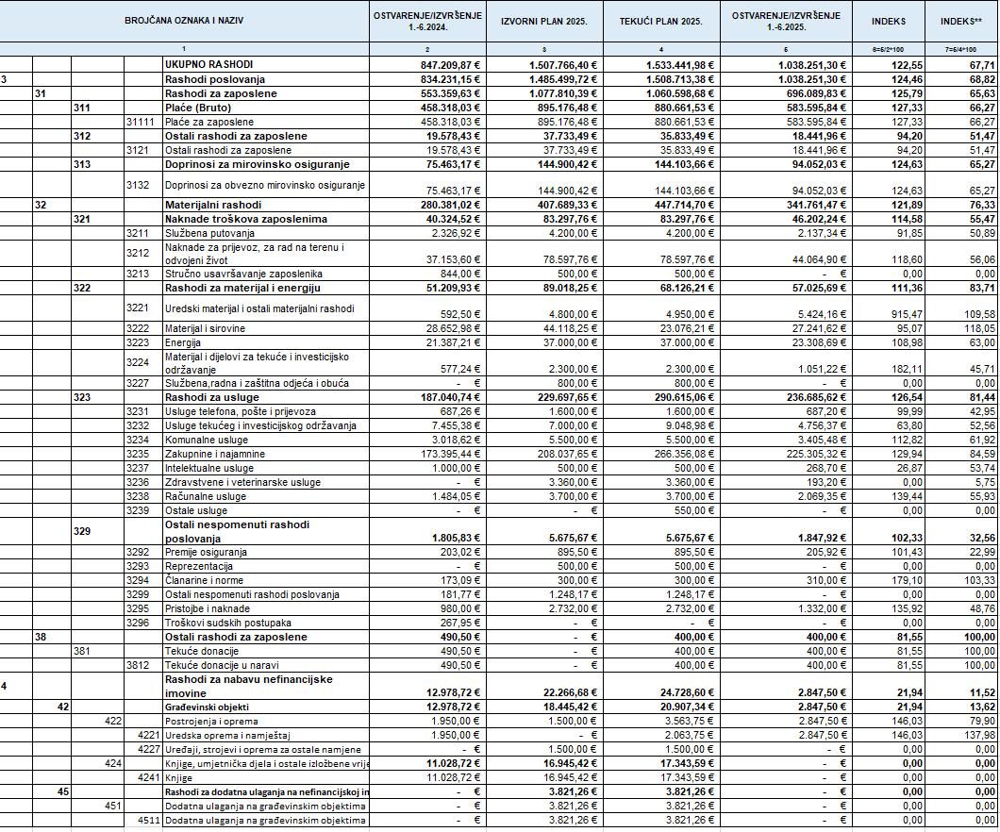 BROJČANA OZNAKA I NAZIV OSTVARENJE/IZVRŠENJE 1.-6.2024. IZVORNI PLAN 2025. TEKUĆI PLAN 2025. OSTVARENJE/IZVRŠENJE 1.-6.2025. INDEKS INDEKS**
1 2 3 4 5 6=5/2*100 7=5/4*100
UKUPNO RASHODI 847.209,87 € 1.507.766,40 € 1.533.441,98 € 1.038.251,30 € 122,55 67,71
3 Rashodi poslovanja 834.231,15 € 1.485.499,72 € 1.508.713,38 € 1.038.251,30 € 124,46 68,82
31 Rashodi za zaposlene 553.359,63 € 1.077.810,39 € 1.060.598,68 € 696.089,83 € 125,79 65,63
311 Plaće (Bruto) 458.318,03 € 895.176,48 € 880.661,53 € 583.595,84 € 127,33 66,27
31111 Plaće za zaposlene 458.318,03 € 895.176,48 € 880.661,53 € 583.595,84 € 127,33 66,27
312 Ostali rashodi za zaposlene 19.578,43 € 37.733,49 € 35.833,49 € 18.441,96 € 94,20 51,47
3121 Ostali rashodi za zaposlene 19.578,43 € 37.733,49 € 35.833,49 € 18.441,96 € 94,20 51,47
313 Doprinosi za mirovinsko osiguranje 75.463,17 € 144.900,42 € 144.103,66 € 94.052,03 € 124,63 65,27
3132 Doprinosi za obvezno mirovinsko osiguranje 75.463,17 € 144.900,42 € 144.103,66 € 94.052,03 € 124,63 65,27
32 Materijalni rashodi 280.381,02 € 407.689,33 € 447.714,70 € 341.761,47 € 121,89 76,33
321 Naknade troškova zaposlenima 40.324,52 € 83.297,76 € 83.297,76 € 46.202,24 € 114,58 55,47
3211 Službena putovanja 2.326,92 € 4.200,00 € 4.200,00 € 2.137,34 € 91,85 50,89
3212 Naknade za prijevoz, za rad na terenu i
odvojeni život 37.153,60 € 78.597,76 € 78.597,76 € 44.064,90 € 118,60 56,06
3213 Stručno usavršavanje zaposlenika 844,00 € 500,00 € 500,00 € - € 0,00 0,00
322 Rashodi za materijal i energiju 51.209,93 € 89.018,25 € 68.126,21 € 57.025,69 € 111,36 83,71
3221 Uredski materijal i ostali materijalni rashodi 592,50 € 4.800,00 € 4.950,00 € 5.424,16 € 915,47 109,58
3222 Materijal i sirovine 28.652,98 € 44.118,25 € 23.076,21 € 27.241,62 € 95,07 118,05
3223 Energija 21.387,21 € 37.000,00 € 37.000,00 € 23.308,69 € 108,98 63,00
3224 Materijal i dijelovi za tekuće i investicijsko
održavanje 577,24 € 2.300,00 € 2.300,00 € 1.051,22 € 182,11 45,71
3227 Službena,radna i zaštitna odjeća i obuća - € 800,00 € 800,00 € - € 0,00 0,00
323 Rashodi za usluge 187.040,74 € 229.697,65 € 290.615,06 € 236.685,62 € 126,54 81,44
3231 Usluge telefona, pošte i prijevoza 687,26 € 1.600,00 € 1.600,00 € 687,20 € 99,99 42,95
3232 Usluge tekućeg i investicijskog održavanja 7.455,38 € 7.000,00 € 9.048,98 € 4.756,37 € 63,80 52,56
3234 Komunalne usluge 3.018,62 € 5.500,00 € 5.500,00 € 3.405,48 € 112,82 61,92
3235 Zakupnine i najamnine 173.395,44 € 208.037,65 € 266.356,08 € 225.305,32 € 129,94 84,59
3237 Intelektualne usluge 1.000,00 € 500,00 € 500,00 € 268,70 € 26,87 53,74
3236 Zdravstvene i veterinarske usluge - € 3.360,00 € 3.360,00 € 193,20 € 0,00 5,75
3238 Računalne usluge 1.484,05 € 3.700,00 € 3.700,00 € 2.069,35 € 139,44 55,93
3239 Ostale usluge - € - € 550,00 € - € 0,00 0,00
329 Ostali nespomenuti rashodi
poslovanja 1.805,83 € 5.675,67 € 5.675,67 € 1.847,92 € 102,33 32,56
3292 Premije osiguranja 203,02 € 895,50 € 895,50 € 205,92 € 101,43 22,99
3293 Reprezentacija - € 500,00 € 500,00 € - € 0,00 0,00
3294 Članarine i norme 173,09 € 300,00 € 300,00 € 310,00 € 179,10 103,33
3299 Ostali nespomenuti rashodi poslovanja 181,77 € 1.248,17 € 1.248,17 € - € 0,00 0,00
3295 Pristojbe i naknade 980,00 € 2.732,00 € 2.732,00 € 1.332,00 € 135,92 48,76
3296 Troškovi sudskih postupaka 267,95 € - € - € - € 0,00 0,00
38 Ostali rashodi za zaposlene 490,50 € - € 400,00 € 400,00 € 81,55 100,00
381 Tekuće donacije 490,50 € - € 400,00 € 400,00 € 81,55 100,00
3812 Tekuće donacije u naravi 490,50 € - € 400,00 € 400,00 € 81,55 100,00
4 Rashodi za nabavu nefinancijske
imovine 12.978,72 € 22.266,68 € 24.728,60 € 2.847,50 € 21,94 11,52
42 Građevinski objekti 12.978,72 € 18.445,42 € 20.907,34 € 2.847,50 € 21,94 13,62
422 Postrojenja i oprema 1.950,00 € 1.500,00 € 3.563,75 € 2.847,50 € 146,03 79,90
4221 Uredska oprema i namještaj 1.950,00 € - € 2.063,75 € 2.847,50 € 146,03 137,98
4227 Uređaji, strojevi i oprema za ostale namjene - € 1.500,00 € 1.500,00 € - € 0,00 0,00
424 Knjige, umjetnička djela i ostale izložbene vrije 11.028,72 € 16.945,42 € 17.343,59 € - € 0,00 0,00
4241 Knjige 11.028,72 € 16.945,42 € 17.343,59 € - € 0,00 0,00
45 Rashodi za dodatna ulaganja na nefinancijskoj in - € 3.821,26 € 3.821,26 € - € 0,00 0,00
451 Dodatna ulaganja na građevinskim objektima - € 3.821,26 € 3.821,26 € - € 0,00 0,00
4511 Dodatna ulaganja na građevinskim objektima - € 3.821,26 € 3.821,26 € - € 0,00 0,00